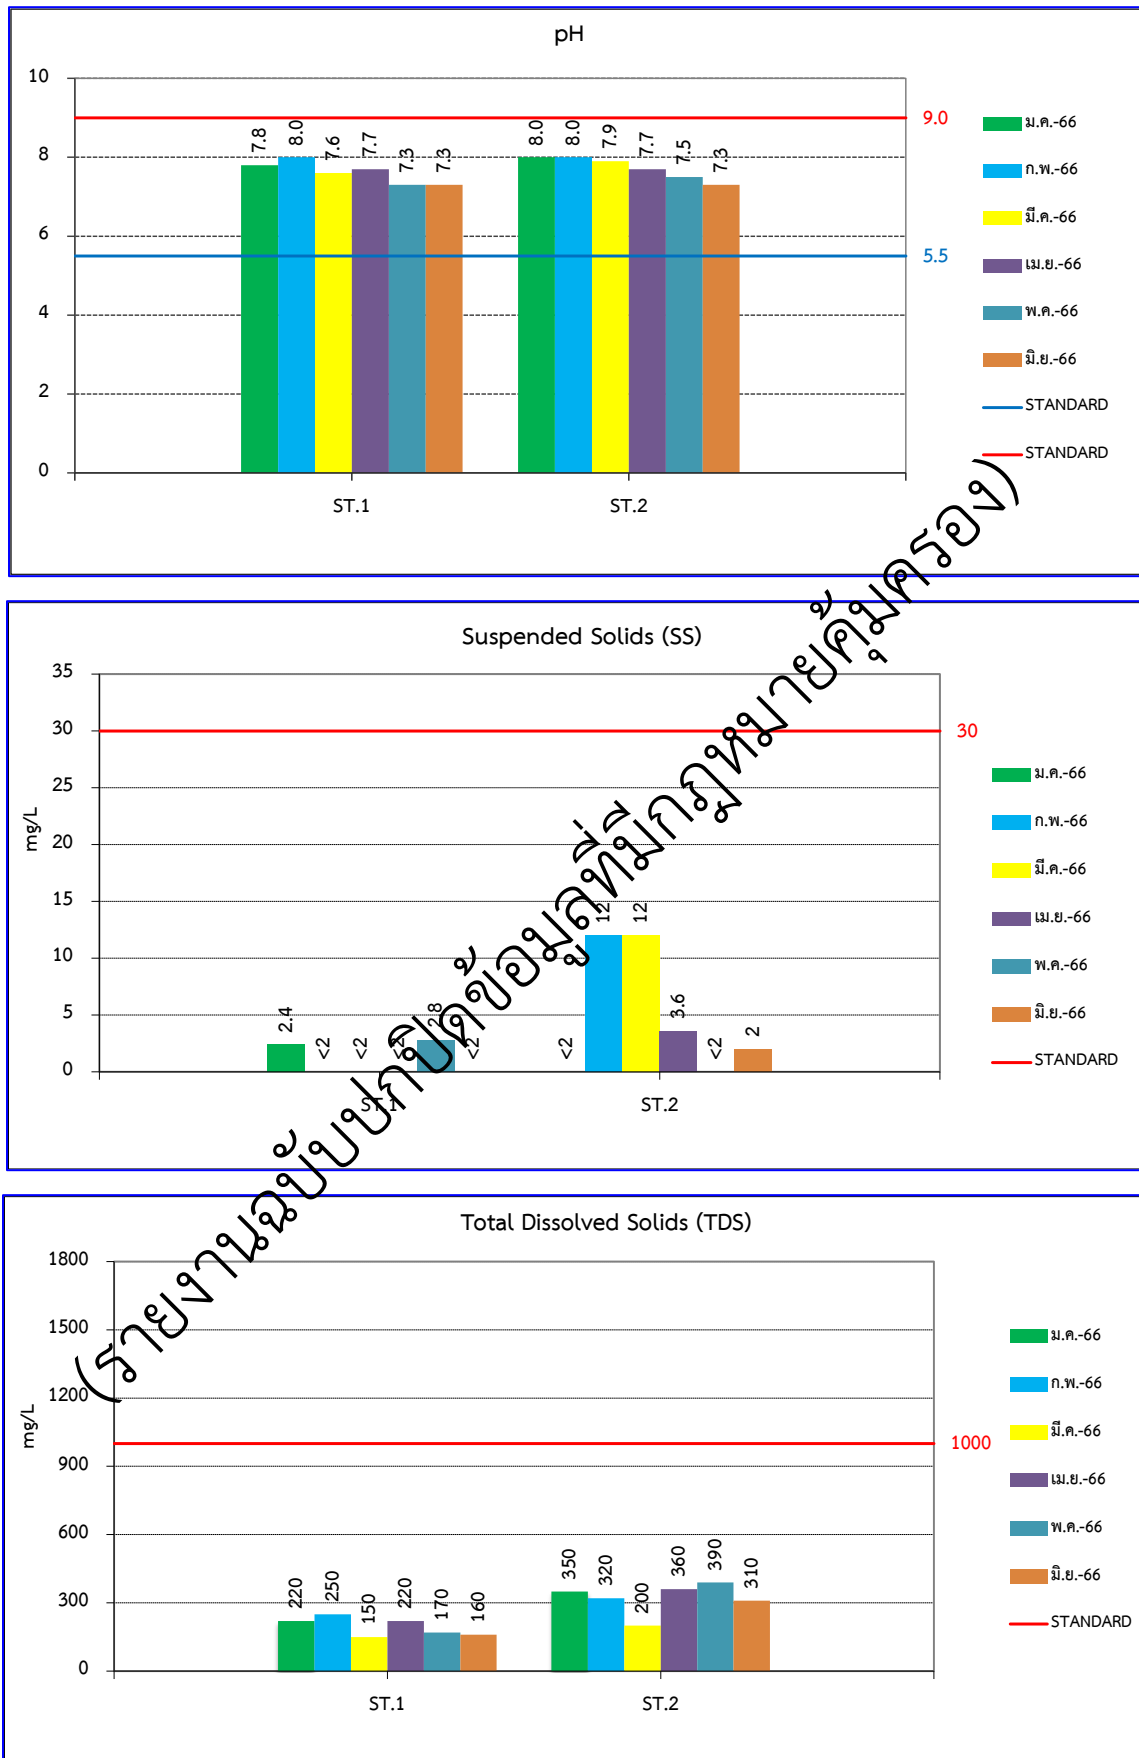 pH
10
8
6
4
2
0
7.8 8.0 7.6 7.7 7.3 7.3
8.0 8.0 7.9 7.7 7.5 7.3
9.0
5.5
ST.1 ST.2
ม.ค.-66
ก.พ.-66
มี.ค.-66
เม.ย.-66
พ.ค.-66
มิ.ย.-66
STANDARD
STANDARD
(รายงานฉบับปกปิดข้อมูลที่มีกฎหมายคุ้มครอง)
Suspended Solids (SS)
mg/L
35
30
25
20
15
10
5
0
2.4 <2 <2 <2 2.8 <2
<2 12 12 3.6 <2 2
30
ST.1 ST.2
ม.ค.-66
ก.พ.-66
มี.ค.-66
เม.ย.-66
พ.ค.-66
มิ.ย.-66
STANDARD
Total Dissolved Solids (TDS)
mg/L
1800
1500
1200
900
600
300
0
220 250 150 220 170 160
350 320 200 360 390 310
1000
ST.1 ST.2
ม.ค.-66
ก.พ.-66
มี.ค.-66
เม.ย.-66
พ.ค.-66
มิ.ย.-66
STANDARD